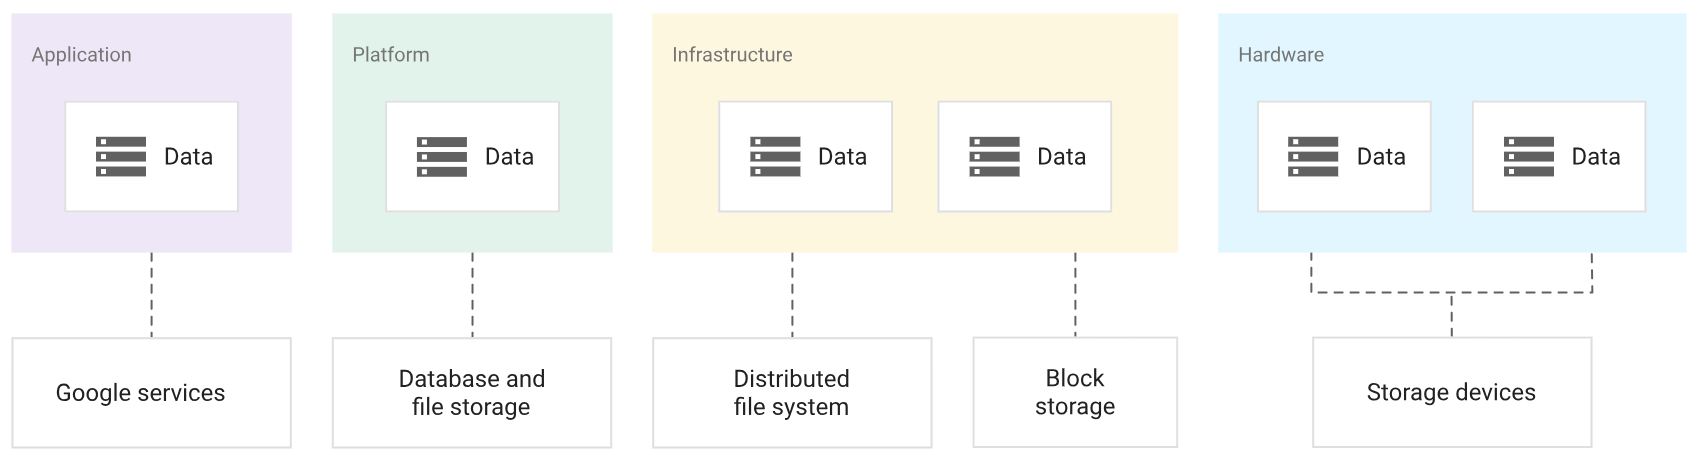 Application
Platform
Infrastructure
Hardware
Data
Data
Data
Data
Data
Data
Google services
Database and
file storage
Distributed
file system
Block
storage
Storage devices